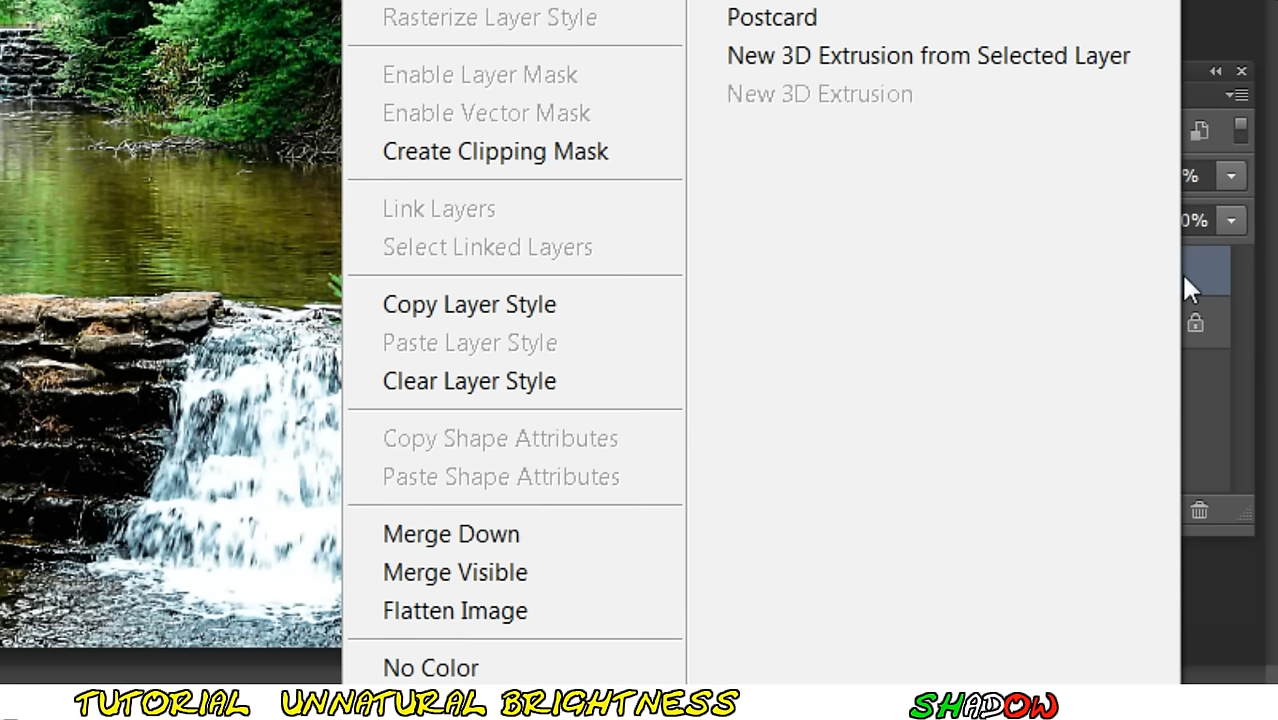 Rasterize Layer Style
Enable Layer Mask
Enable Vector Mask
Create Clipping Mask
Link Layers
Select Linked Layers
Copy Layer Style
Paste Layer Style
Clear Layer Style
Copy Shape Attributes
Paste Shape Attributes
Merge Down
Merge Visible
Flatten Image
No Color
Postcard
New 3D Extrusion from Selected Layer
New 3D Extrusion
%
0%
TUTORIAL UNNATURAL BRIGHTNESS
SHADOW